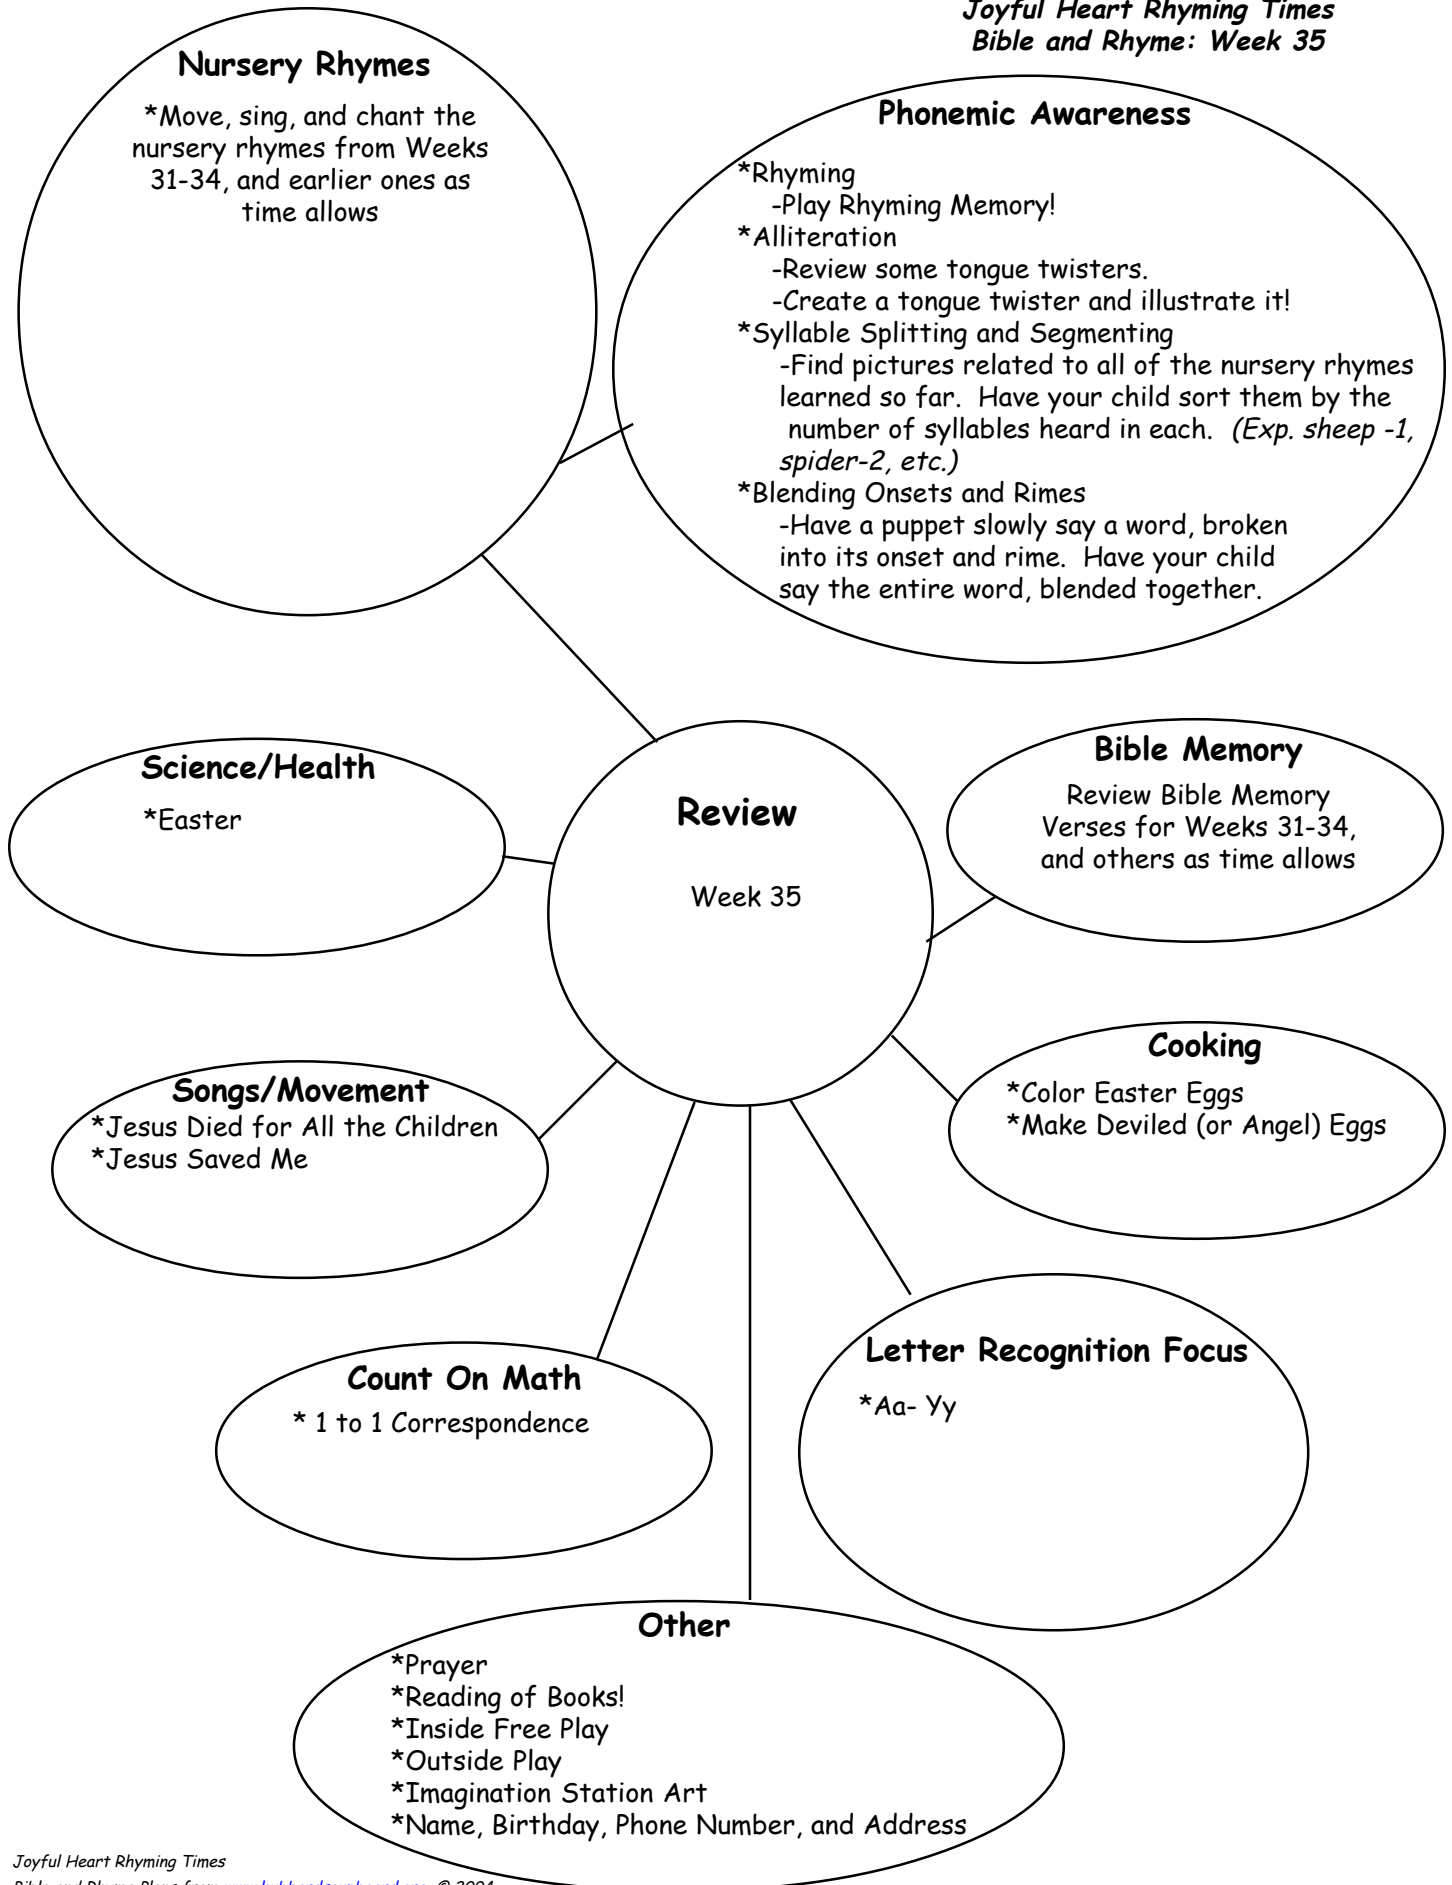 Joyful Heart Rhyming Times
Bible and Rhyme: Week 35
Nursery Rhymes
*Move, sing, and chant the
nursery rhymes from Weeks
31-34, and earlier ones as
time allows
Phonemic Awareness
*Rhyming
-Play Rhyming Memory!
*Alliteration
-Review some tongue twisters.
-Create a tongue twister and illustrate it!
*Syllable Splitting and Segmenting
-Find pictures related to all of the nursery rhymes
learned so far.  Have your child sort them by the
number of syllables heard in each.  (Exp. sheep -1,
spider-2, etc.)
*Blending Onsets and Rimes
-Have a puppet slowly say a word, broken
into its onset and rime.  Have your child
say the entire word, blended together.
Science/Health
*Easter
Review
Week 35
Bible Memory
Review Bible Memory
Verses for Weeks 31-34,
and others as time allows
Songs/Movement
*Jesus Died for All the Children
*Jesus Saved Me
Cooking
*Color Easter Eggs
*Make Deviled (or Angel) Eggs
Count On Math
* 1 to 1 Correspondence
Letter Recognition Focus
*Aa- Yy
Other
*Prayer
*Reading of Books!
*Inside Free Play
*Outside Play
*Imagination Station Art
*Name, Birthday, Phone Number, and Address
Joyful Heart Rhyming Times
Bible and Rhyme Plans from